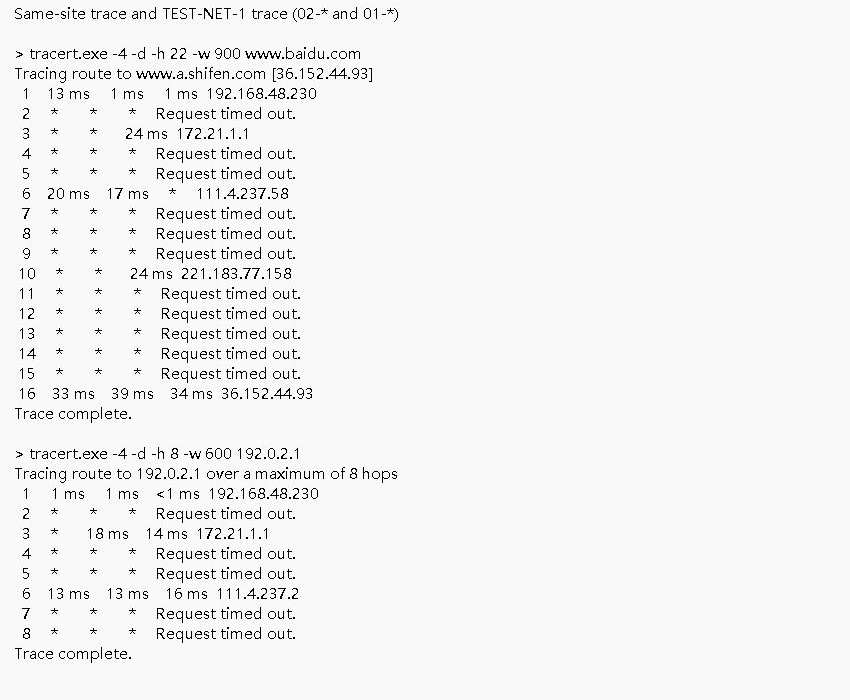 Same-site trace and TEST-NET-1 trace (02-* and 01-*)
> tracert.exe -4 -d -h 22 -w 900 www.baidu.com
Tracing route to www.a.shifen.com [36.152.44.93]
1 13 ms 1 ms 1 ms 192.168.48.230
2 * * * Request timed out.
3 * * 24 ms 172.21.1.1
4 * * * Request timed out.
5 * * * Request timed out.
6 20 ms 17 ms * 111.4.237.58
7 * * * Request timed out.
8 * * * Request timed out.
9 * * * Request timed out.
10 * * 24 ms 221.183.77.158
11 * * * Request timed out.
12 * * * Request timed out.
13 * * * Request timed out.
14 * * * Request timed out.
15 * * * Request timed out.
16 33 ms 39 ms 34 ms 36.152.44.93
Trace complete.
> tracert.exe -4 -d -h 8 -w 600 192.0.2.1
Tracing route to 192.0.2.1 over a maximum of 8 hops
1 1 ms 1 ms <1 ms 192.168.48.230
2 * * * Request timed out.
3 * 18 ms 14 ms 172.21.1.1
4 * * * Request timed out.
5 * * * Request timed out.
6 13 ms 13 ms 16 ms 111.4.237.2
7 * * * Request timed out.
8 * * * Request timed out.
Trace complete.